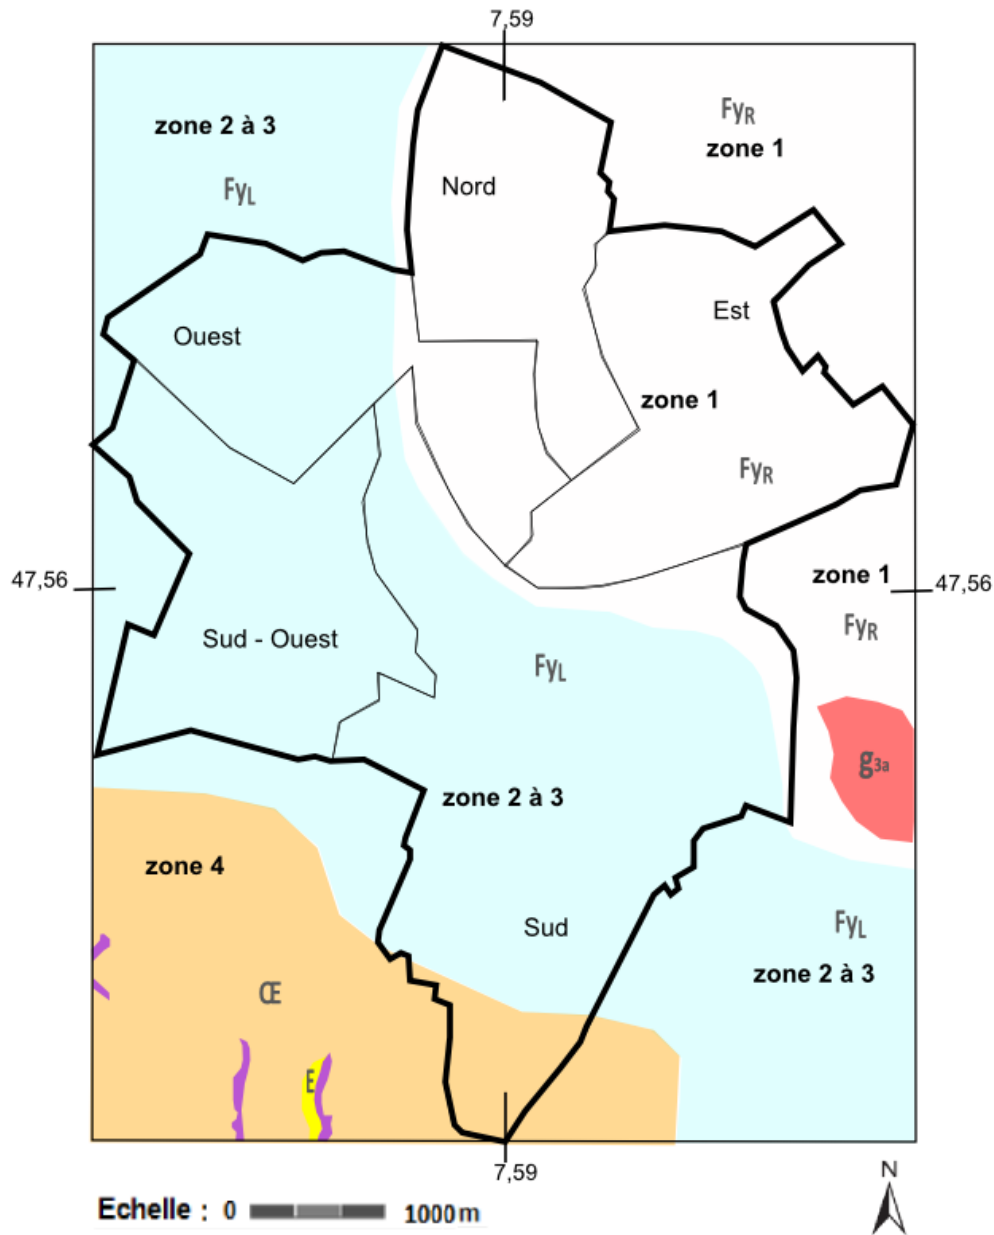 7,59
zone 2 à 3
FyR
zone 1
FyL
Nord
Est
Ouest
zone 1
FyR
47,56
zone 1
47,56
FyR
Sud - Ouest
FyL
g3a
zone 2 à 3
zone 4
Sud
FyL
zone 2 à 3
Œ
E
7,59
N
Echelle : 0 1000 m